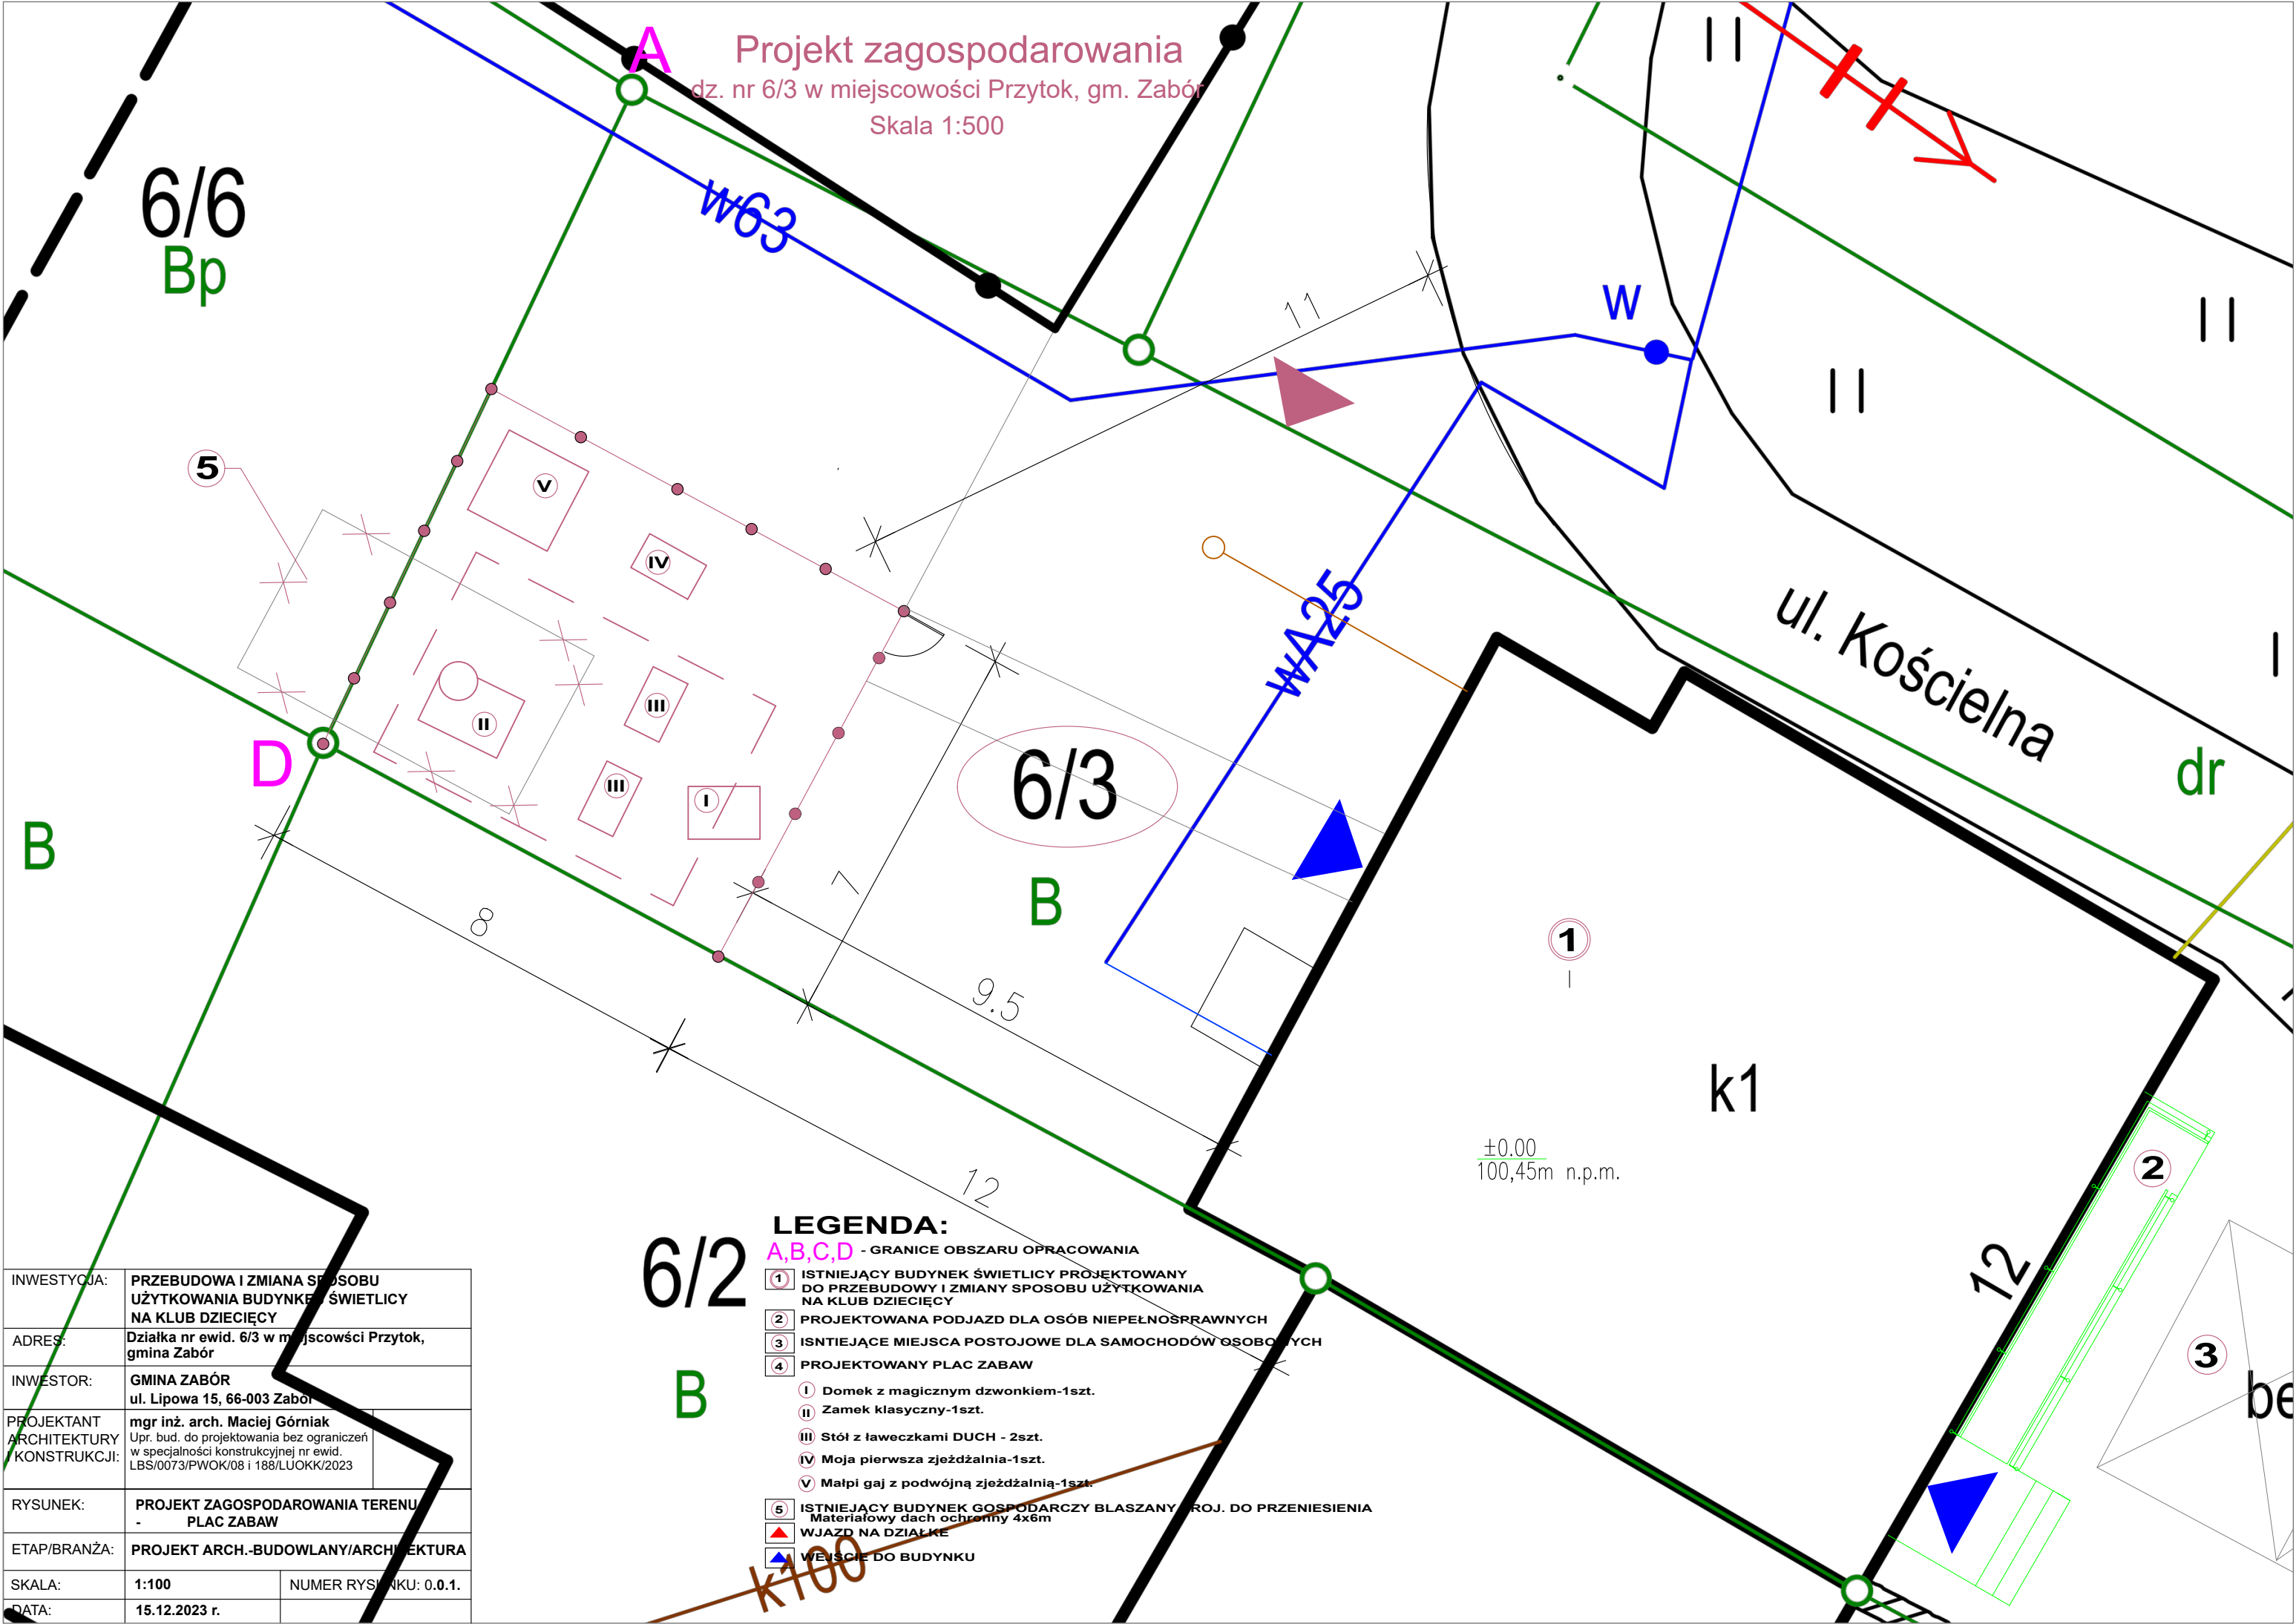 A
Projekt zagospodarowania
dz. nr 6/3 w miejscowości Przytok, gm. Zabór
Skala 1:500
6/6
Bp
w63
11
w
5
V
IV
III
II
III
I
D
B
6/3
B
wA25
ul. Kościelna
dr
8
7
9.5
12
1
k1
±0.00
100,45m n.p.m.
2
12
3
be
6/2
B
k100
LEGENDA:
A,B,C,D - GRANICE OBSZARU OPRACOWANIA
1 ISTNIEJĄCY BUDYNEK ŚWIETLICY PROJEKTOWANY
DO PRZEBUDOWY I ZMIANY SPOSOBU UŻYTKOWANIA
NA KLUB DZIECIĘCY
2 PROJEKTOWANA PODJAZD DLA OSÓB NIEPEŁNOSPRAWNYCH
3 ISNTIEJĄCE MIEJSCA POSTOJOWE DLA SAMOCHODÓW OSOBOWYCH
4 PROJEKTOWANY PLAC ZABAW
I Domek z magicznym dzwonkiem-1szt.
II Zamek klasyczny-1szt.
III Stół z ławeczkami DUCH - 2szt.
IV Moja pierwsza zjeżdżalnia-1szt.
V Małpi gaj z podwójną zjeżdżalnią-1szt.
5 ISTNIEJĄCY BUDYNEK GOSPODARCZY BLASZANY PROJ. DO PRZENIESIENIA
Materiałowy dach ochronny 4x6m
WJAZD NA DZIAŁKĘ
WEJŚCIE DO BUDYNKU
INWESTYCJA: PRZEBUDOWA I ZMIANA SPOSOBU
UŻYTKOWANIA BUDYNKEU ŚWIETLICY
NA KLUB DZIECIĘCY
ADRES: Działka nr ewid. 6/3 w miejscowści Przytok,
gmina Zabór
INWESTOR: GMINA ZABÓR
ul. Lipowa 15, 66-003 Zabór
PROJEKTANT
ARCHITEKTURY
I KONSTRUKCJI:
mgr inż. arch. Maciej Górniak
Upr. bud. do projektowania bez ograniczeń
w specjalności konstrukcyjnej nr ewid.
LBS/0073/PWOK/08 i 188/LUOKK/2023
RYSUNEK: PROJEKT ZAGOSPODAROWANIA TERENU
- PLAC ZABAW
ETAP/BRANŻA: PROJEKT ARCH.-BUDOWLANY/ARCHITEKTURA
SKALA: 1:100 NUMER RYSUNKU: 0.0.1.
DATA: 15.12.2023 r.